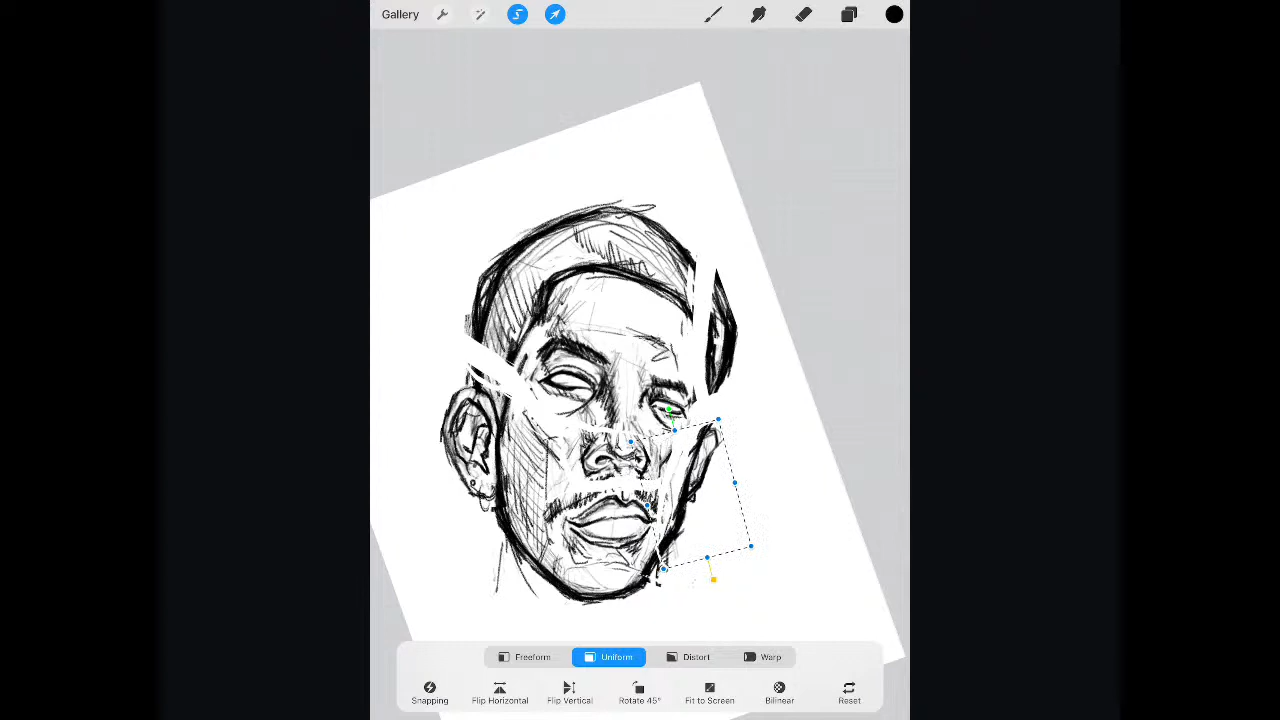 Gallery
Freeform Uniform Distort Warp
Snapping Flip Horizontal Flip Vertical Rotate 45° Fit to Screen Bilinear Reset